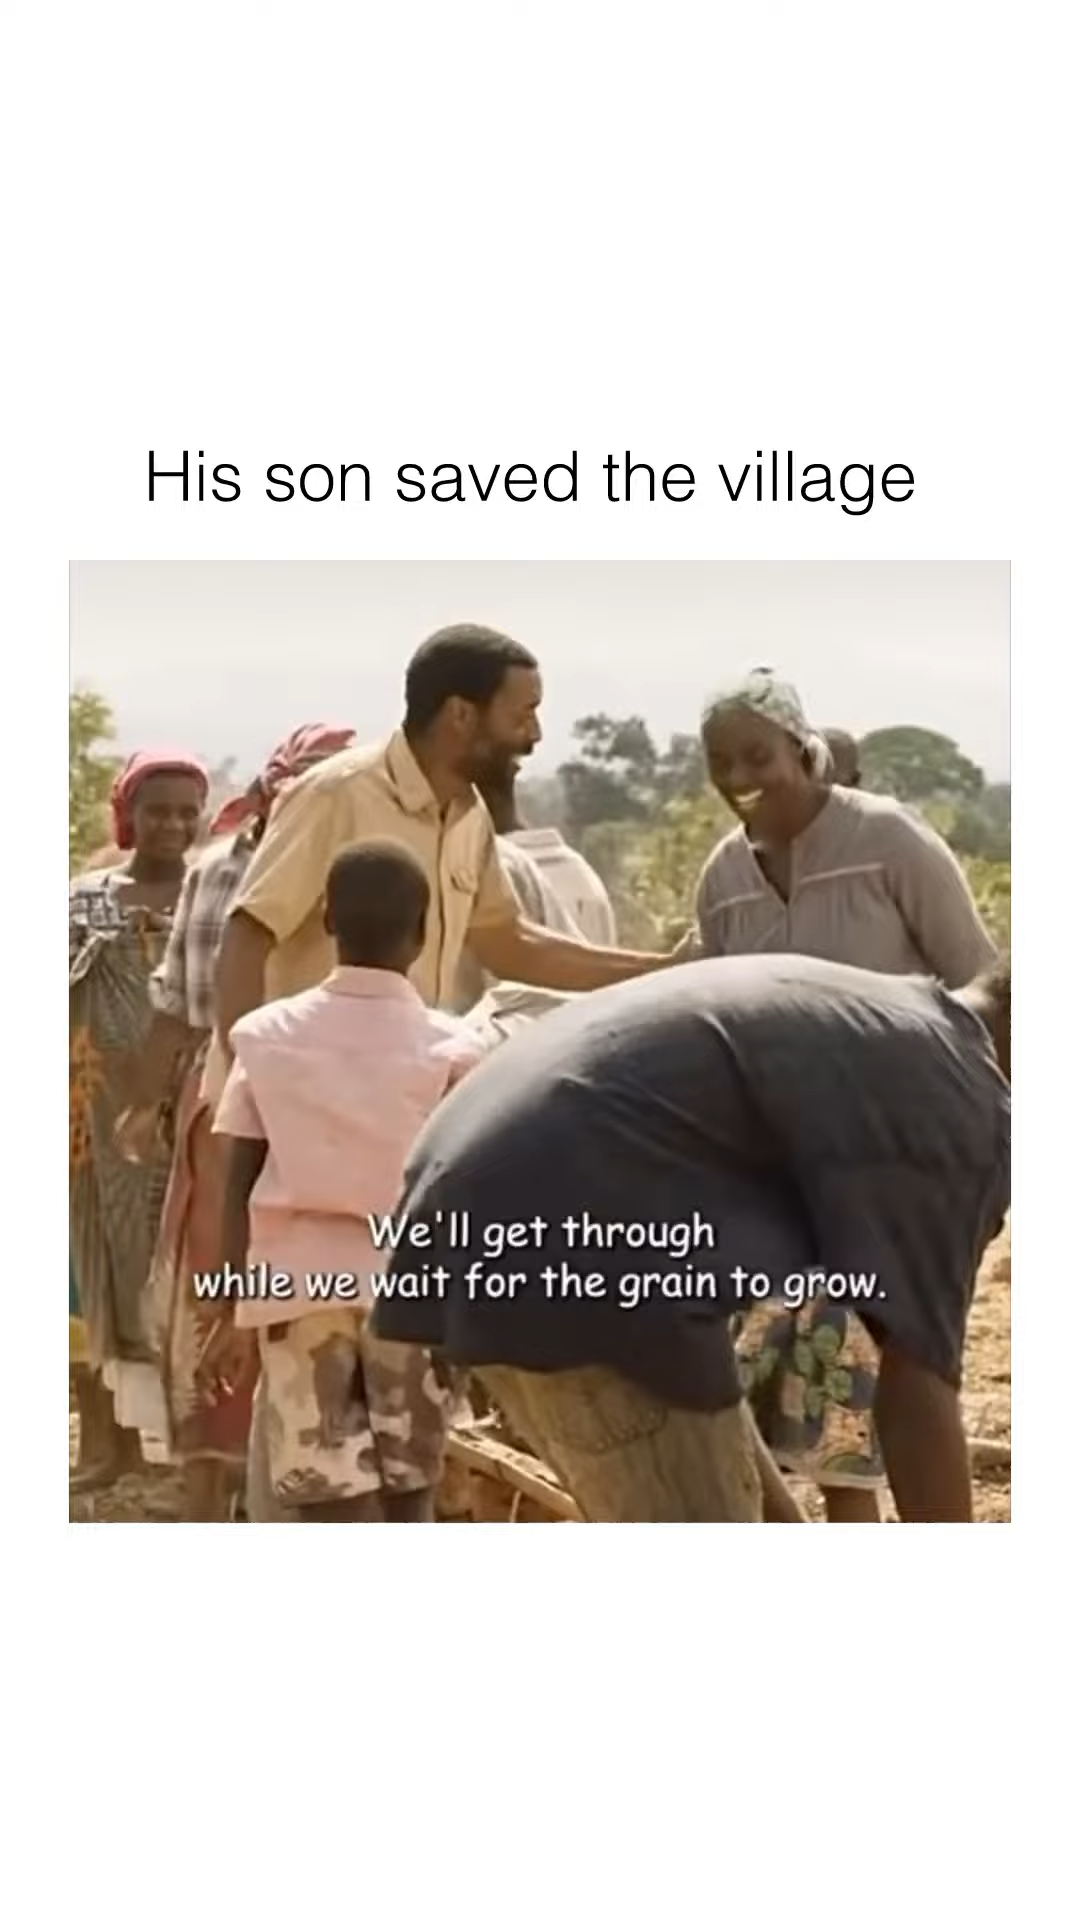 His son saved the village
We'll get through
while we wait for the grain to grow.